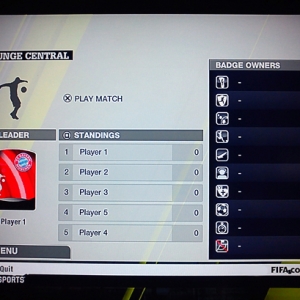 UNGE CENTRAL
BADGE OWNERS
PLAY MATCH
LEADER
STANDINGS
1 Player 1 0
2 Player 2 0
3 Player 3 0
4 Player 5 0
5 Player 4 0
Player 1
-
-
-
-
-
-
-
-
-
-
ENU
Quit
FIFA.co
SPORTS